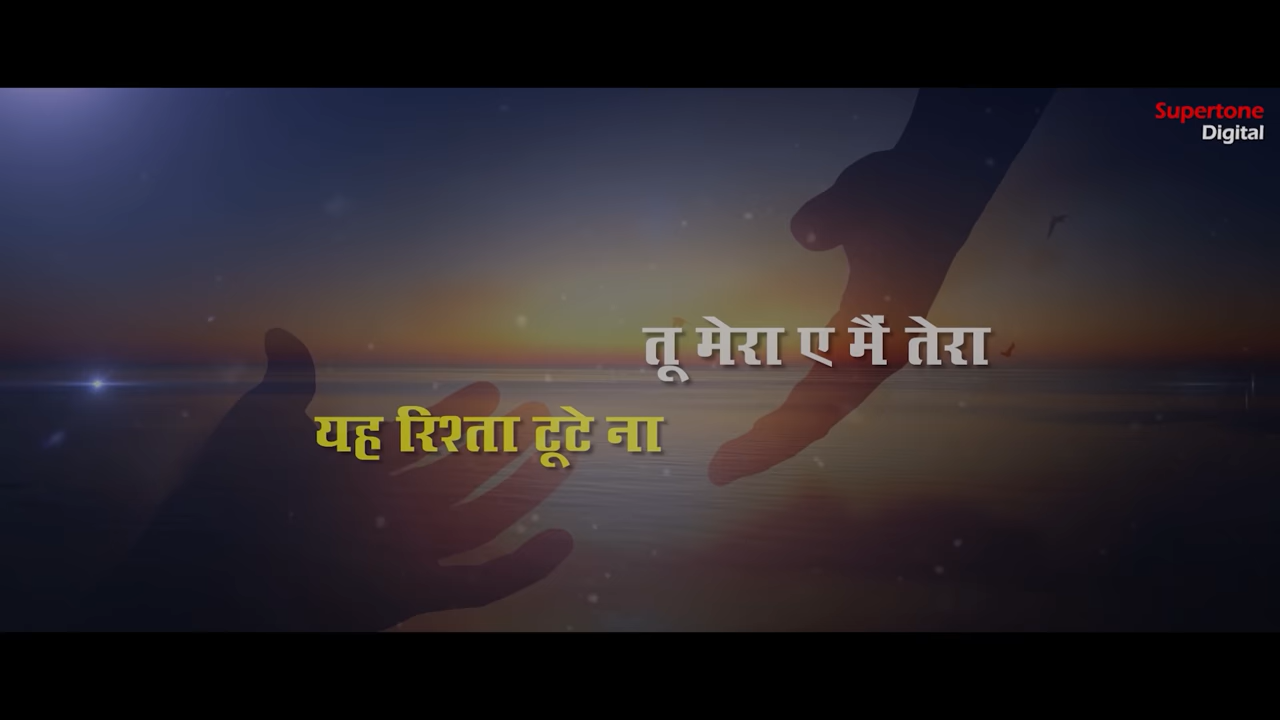 Supertone
Digital
तू मेरा ए मैं तेरा
यह रिश्ता टूटे ना